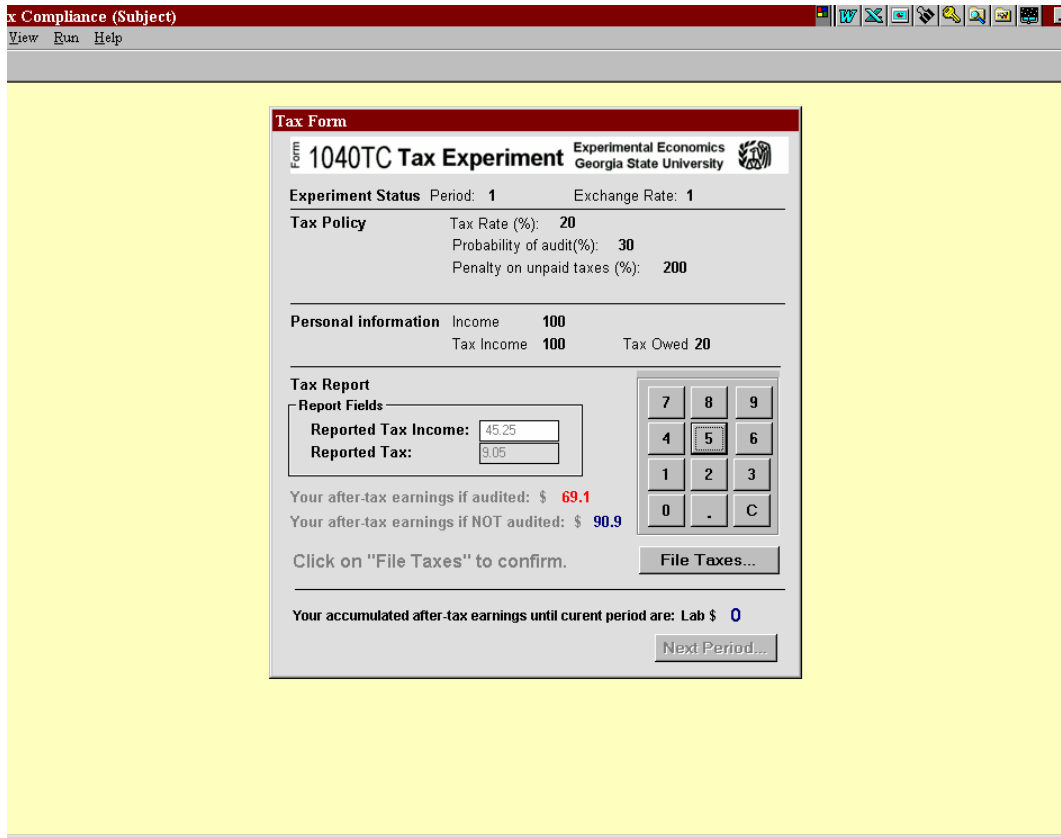 x Compliance (Subject)
View Run Help
Tax Form
Form 1040TC Tax Experiment Experimental Economics
Georgia State University
Experiment Status Period: 1 Exchange Rate: 1
Tax Policy Tax Rate (%): 20
Probability of audit(%): 30
Penalty on unpaid taxes (%): 200
Personal information Income 100
Tax Income 100 Tax Owed 20
Tax Report
Report Fields
Reported Tax Income: 45.25
Reported Tax: 9.05
7 8 9
4 5 6
1 2 3
0 . C
Your after-tax earnings if audited: $ 69.1
Your after-tax earnings if NOT audited: $ 90.9
Click on "File Taxes" to confirm.
File Taxes...
Your accumulated after-tax earnings until curent period are: Lab $ 0
Next Period...